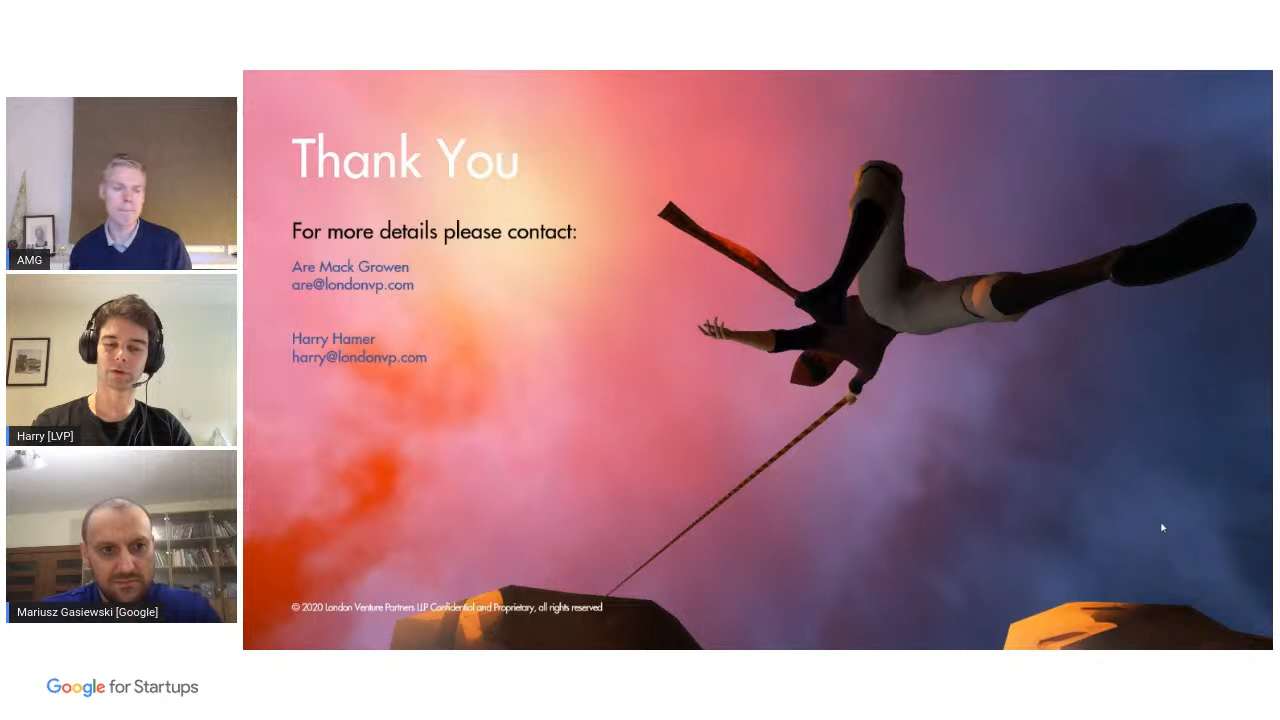 Thank You
For more details please contact:
Are Mack Growen
are@londonvp.com
Harry Hamer
harry@londonvp.com
© 2020 London Venture Partners LLP Confidential and Proprietary, all rights reserved
AMG
Harry [LVP]
Mariusz Gasiewski [Google]
Google for Startups